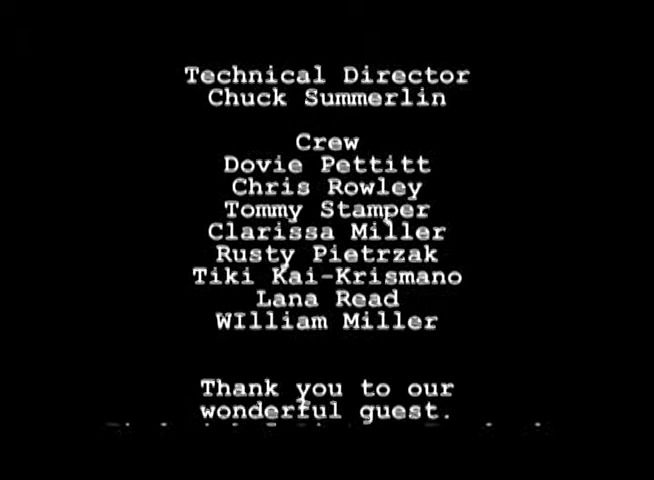 Technical Director
Chuck Summerlin
Crew
Dovie Pettitt
Chris Rowley
Tommy Stamper
Clarissa Miller
Rusty Pietrzak
Tiki Kai-Krismano
Lana Read
WIlliam Miller
Thank you to our
wonderful guest.